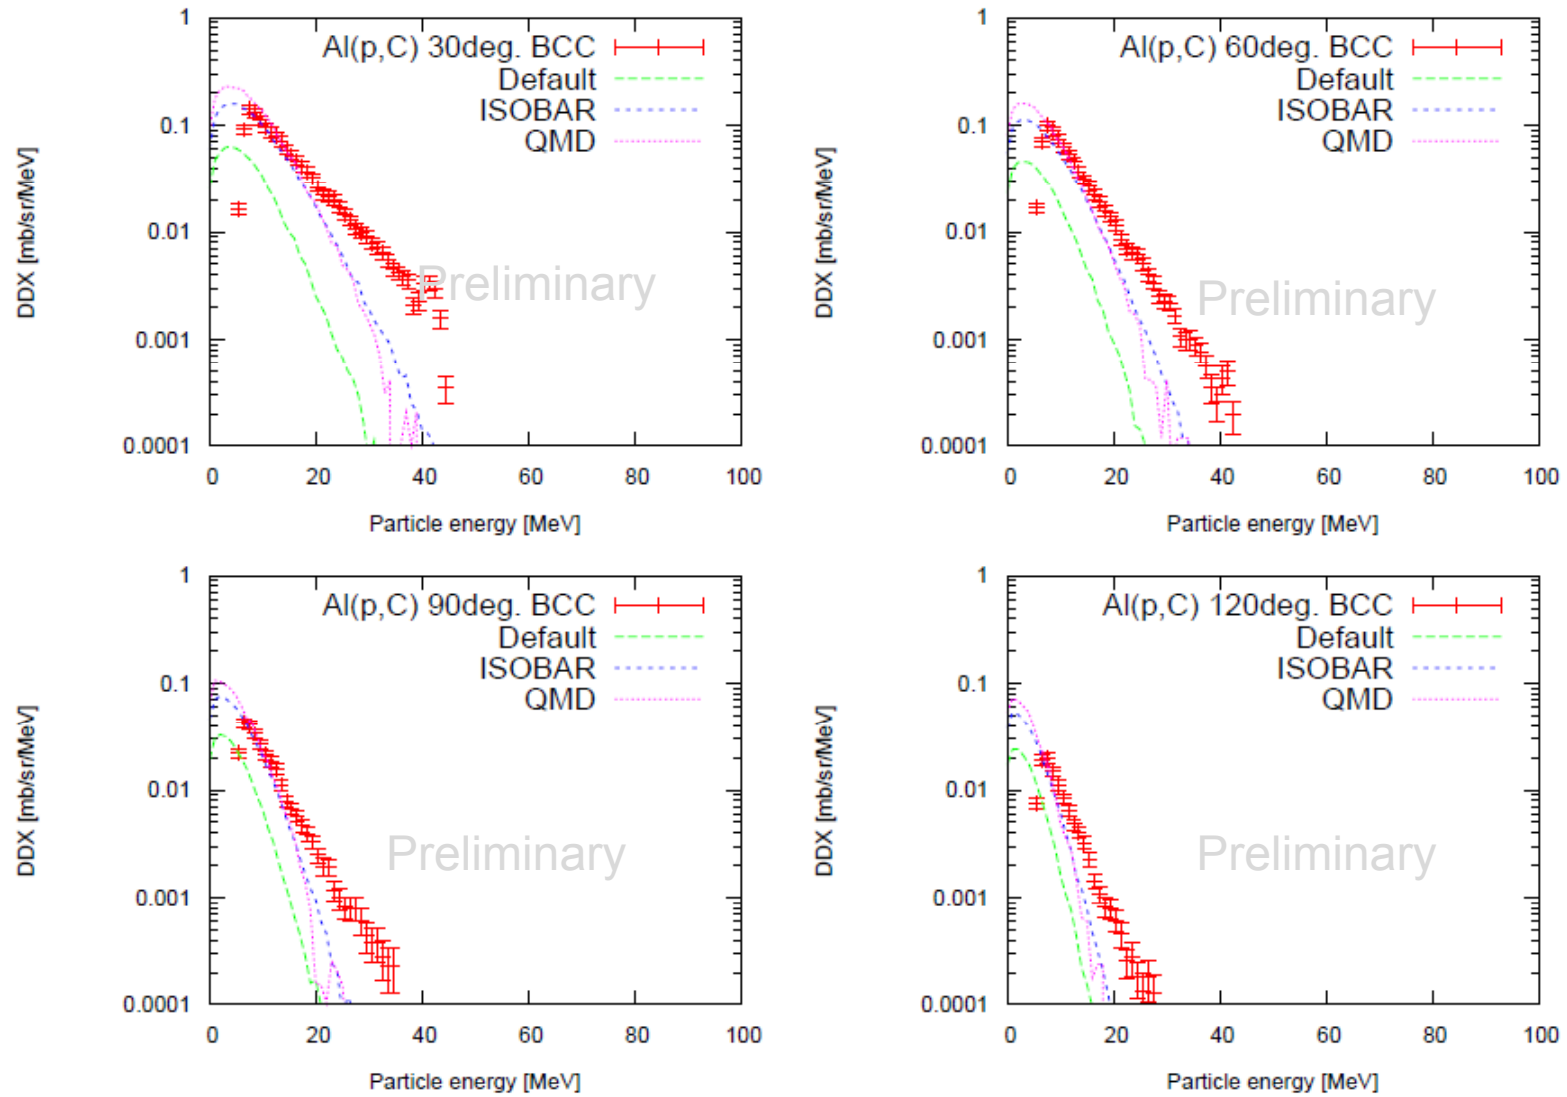 1
Al(p,C) 30deg. BCC
Default
ISOBAR
QMD
0.1
0.01
0.001
0.0001
DDX [mb/sr/MeV]
Preliminary
0 20 40 60 80 100
Particle energy [MeV]
1
Al(p,C) 60deg. BCC
Default
ISOBAR
QMD
0.1
0.01
0.001
0.0001
DDX [mb/sr/MeV]
Preliminary
0 20 40 60 80 100
Particle energy [MeV]
1
Al(p,C) 90deg. BCC
Default
ISOBAR
QMD
0.1
0.01
0.001
0.0001
DDX [mb/sr/MeV]
Preliminary
0 20 40 60 80 100
Particle energy [MeV]
1
Al(p,C) 120deg. BCC
Default
ISOBAR
QMD
0.1
0.01
0.001
0.0001
DDX [mb/sr/MeV]
Preliminary
0 20 40 60 80 100
Particle energy [MeV]